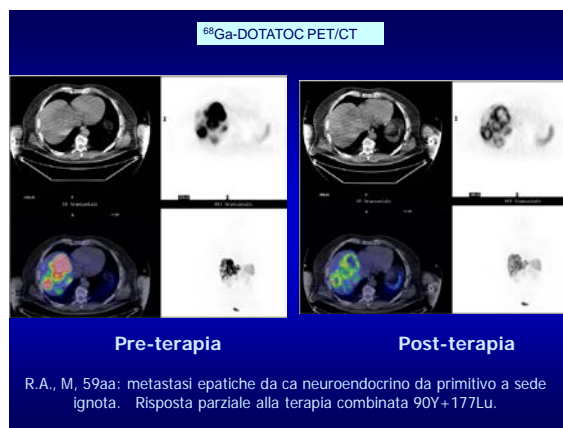 ⁶⁸Ga-DOTATOC PET/CT
Pre-terapia
Post-terapia
R.A., M, 59aa: metastasi epatiche da ca neuroendocrino da primitivo a sede
ignota. Risposta parziale alla terapia combinata 90Y+177Lu.